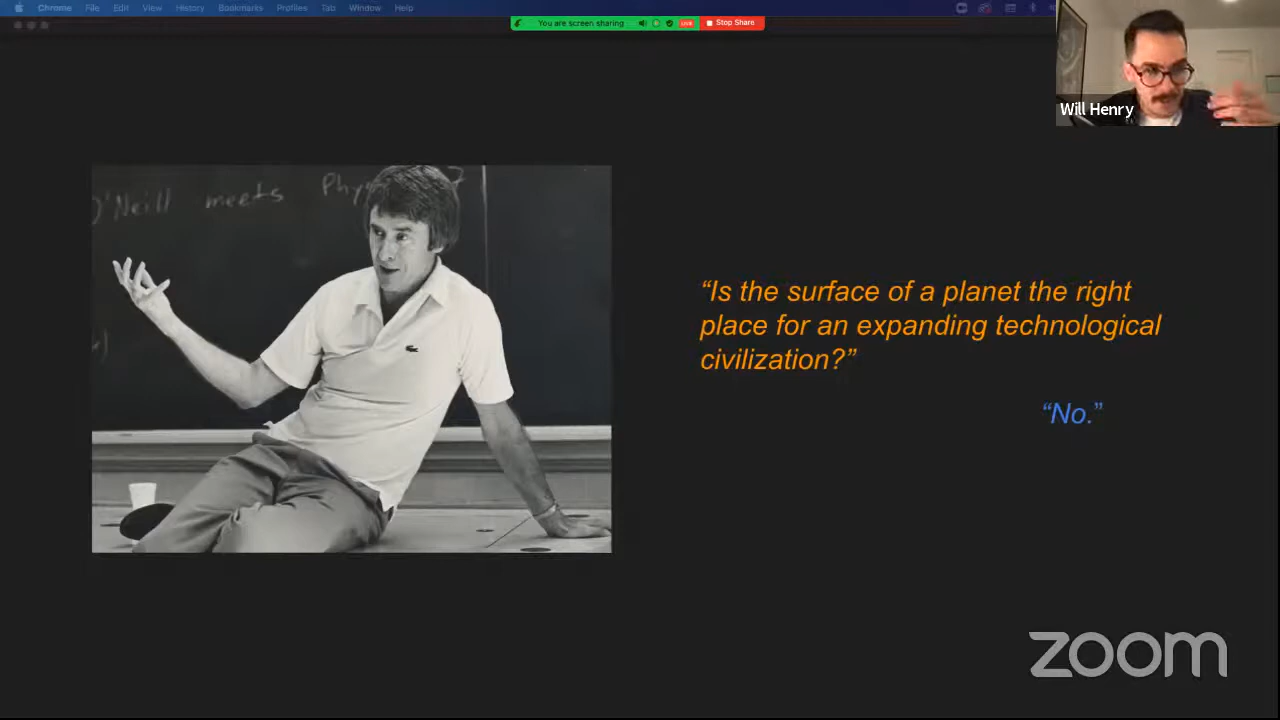 Chrome File Edit View History Bookmarks Profiles Tab Window Help
You are screen sharing LIVE Stop Share
Will Henry
O'Neill meets
“Is the surface of a planet the right
place for an expanding technological
civilization?”
“No.”
zoom